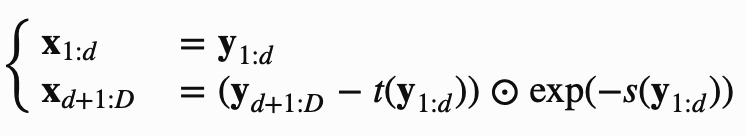 x1:d = y1:d
xd+1:D = (yd+1:D − t(y1:d)) ⊙ exp(−s(y1:d))